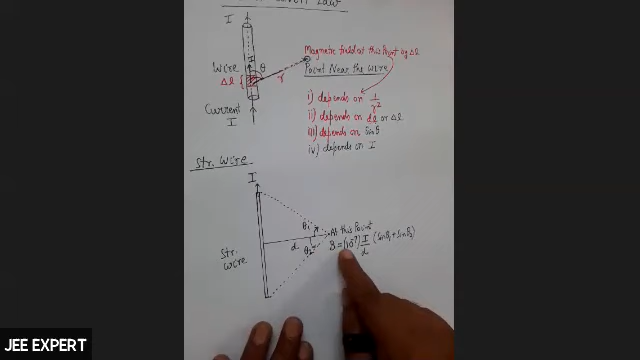 I
Magnetic field at this Point by Δl
Wire
I
θ
Point Near the wire
Δl
r
i) depends on 1/r²
ii) depends on dl or Δl
Current
iii) depends on Sinθ
I
iv) depends on I
Str. Wire
I
θ₁
At this Point
B = (10⁻⁷) I/d (Sinθ₁ + Sinθ₂)
d
θ₂
Str.
Wire
JEE EXPERT